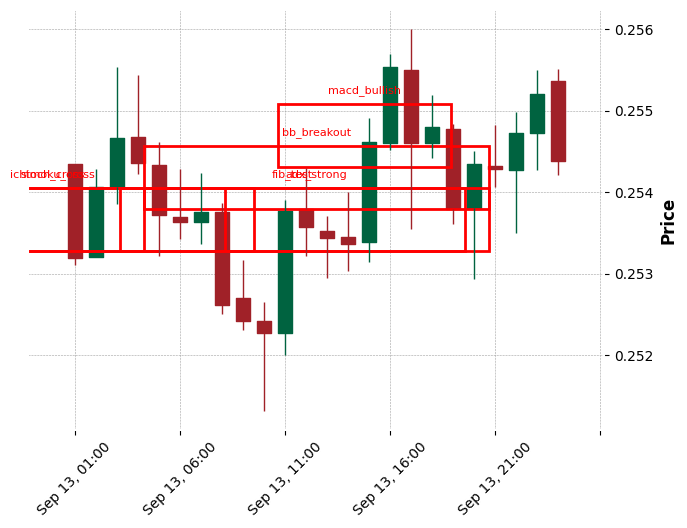 0.256
macd_bullish
0.255
bb_breakout
0.254
0.253
Price
0.252
Sep 13, 01:00
Sep 13, 06:00
Sep 13, 11:00
Sep 13, 16:00
Sep 13, 21:00